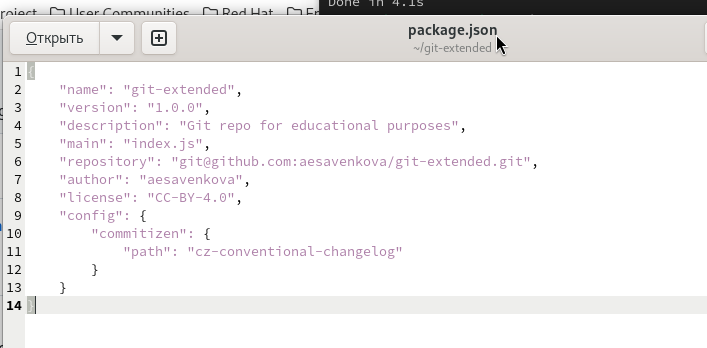 User Communities Red Hat
Done in 4.1s
Открыть
package.json
~/git-extended
1 {
2 "name": "git-extended",
3 "version": "1.0.0",
4 "description": "Git repo for educational purposes",
5 "main": "index.js",
6 "repository": "git@github.com:aesavenkova/git-extended.git",
7 "author": "aesavenkova",
8 "license": "CC-BY-4.0",
9 "config": {
10 "commitizen": {
11 "path": "cz-conventional-changelog"
12 }
13 }
14 }